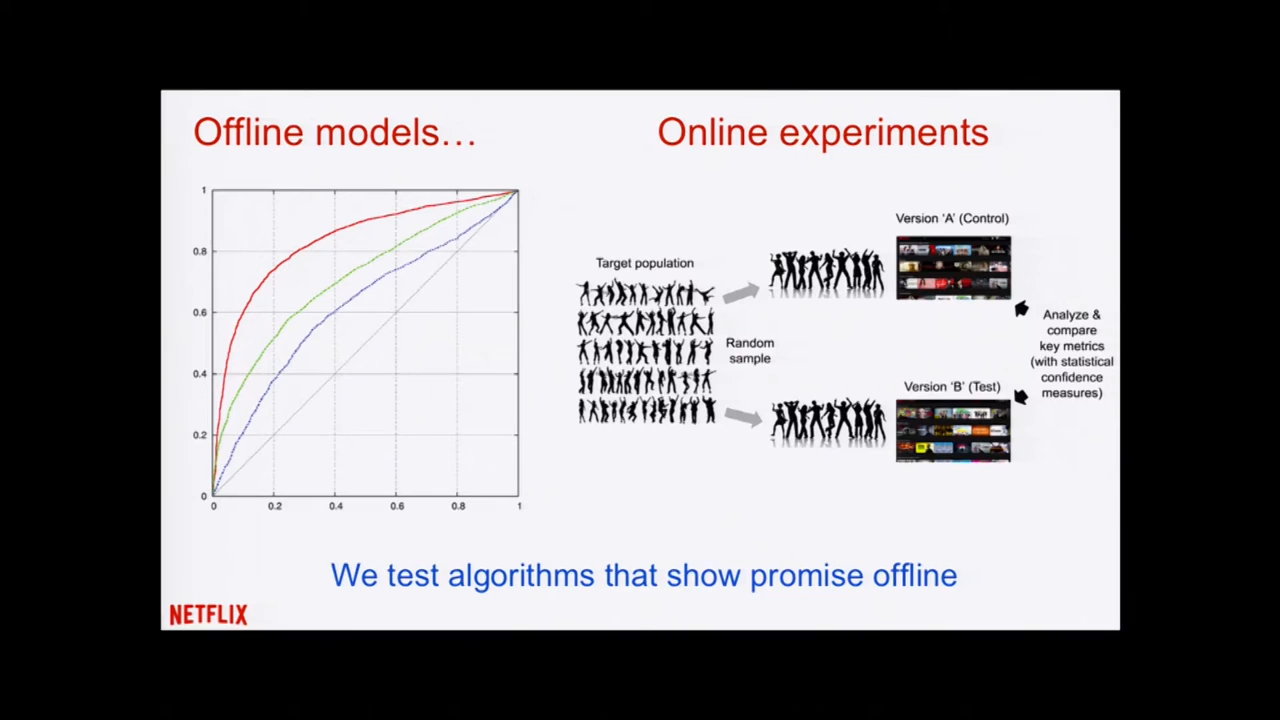 Offline models…
Online experiments
1
0.8
0.6
0.4
0.2
0
0
0.2
0.4
0.6
0.8
1
Target population
Random
sample
Version 'A' (Control)
Version 'B' (Test)
Analyze &
compare
key metrics
(with statistical
confidence
measures)
We test algorithms that show promise offline
NETFLIX